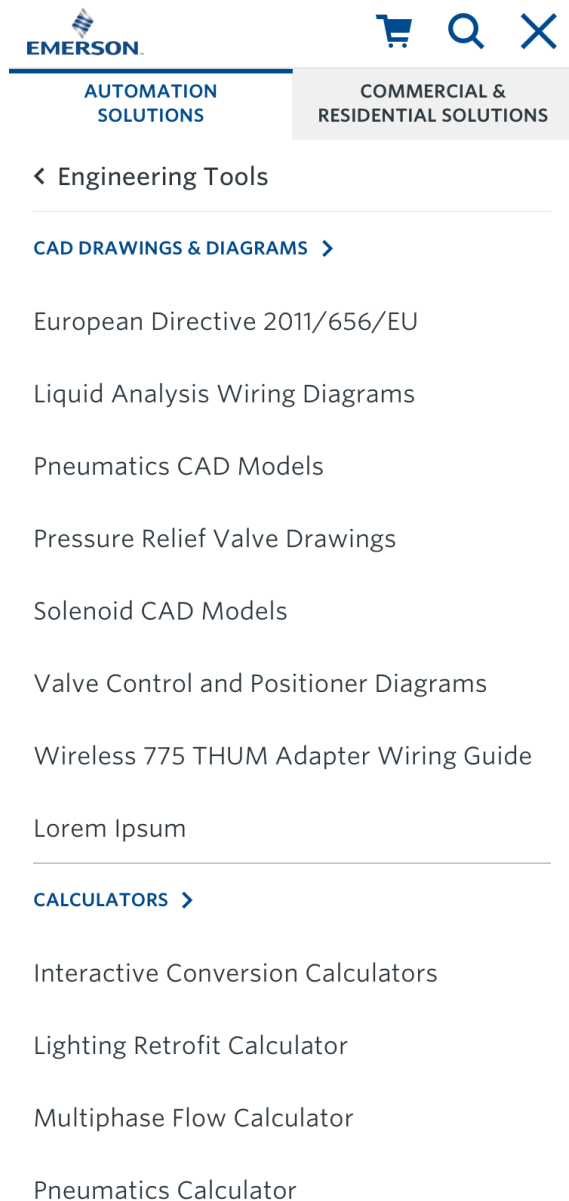 EMERSON™
AUTOMATION
SOLUTIONS
COMMERCIAL &
RESIDENTIAL SOLUTIONS
Engineering Tools
CAD DRAWINGS & DIAGRAMS
European Directive 2011/656/EU
Liquid Analysis Wiring Diagrams
Pneumatics CAD Models
Pressure Relief Valve Drawings
Solenoid CAD Models
Valve Control and Positioner Diagrams
Wireless 775 THUM Adapter Wiring Guide
Lorem Ipsum
CALCULATORS
Interactive Conversion Calculators
Lighting Retrofit Calculator
Multiphase Flow Calculator
Pneumatics Calculator